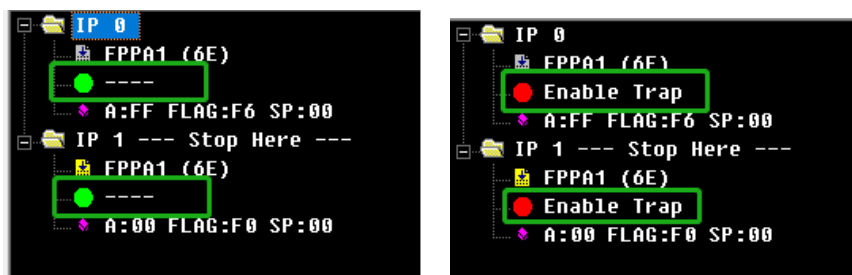 IP 0
FPPA1 (6E)
----
A:FF FLAG:F6 SP:00
IP 1 --- Stop Here ---
FPPA1 (6E)
----
A:00 FLAG:F0 SP:00
IP 0
FPPA1 (6E)
Enable Trap
A:FF FLAG:F6 SP:00
IP 1 --- Stop Here ---
FPPA1 (6E)
Enable Trap
A:00 FLAG:F0 SP:00